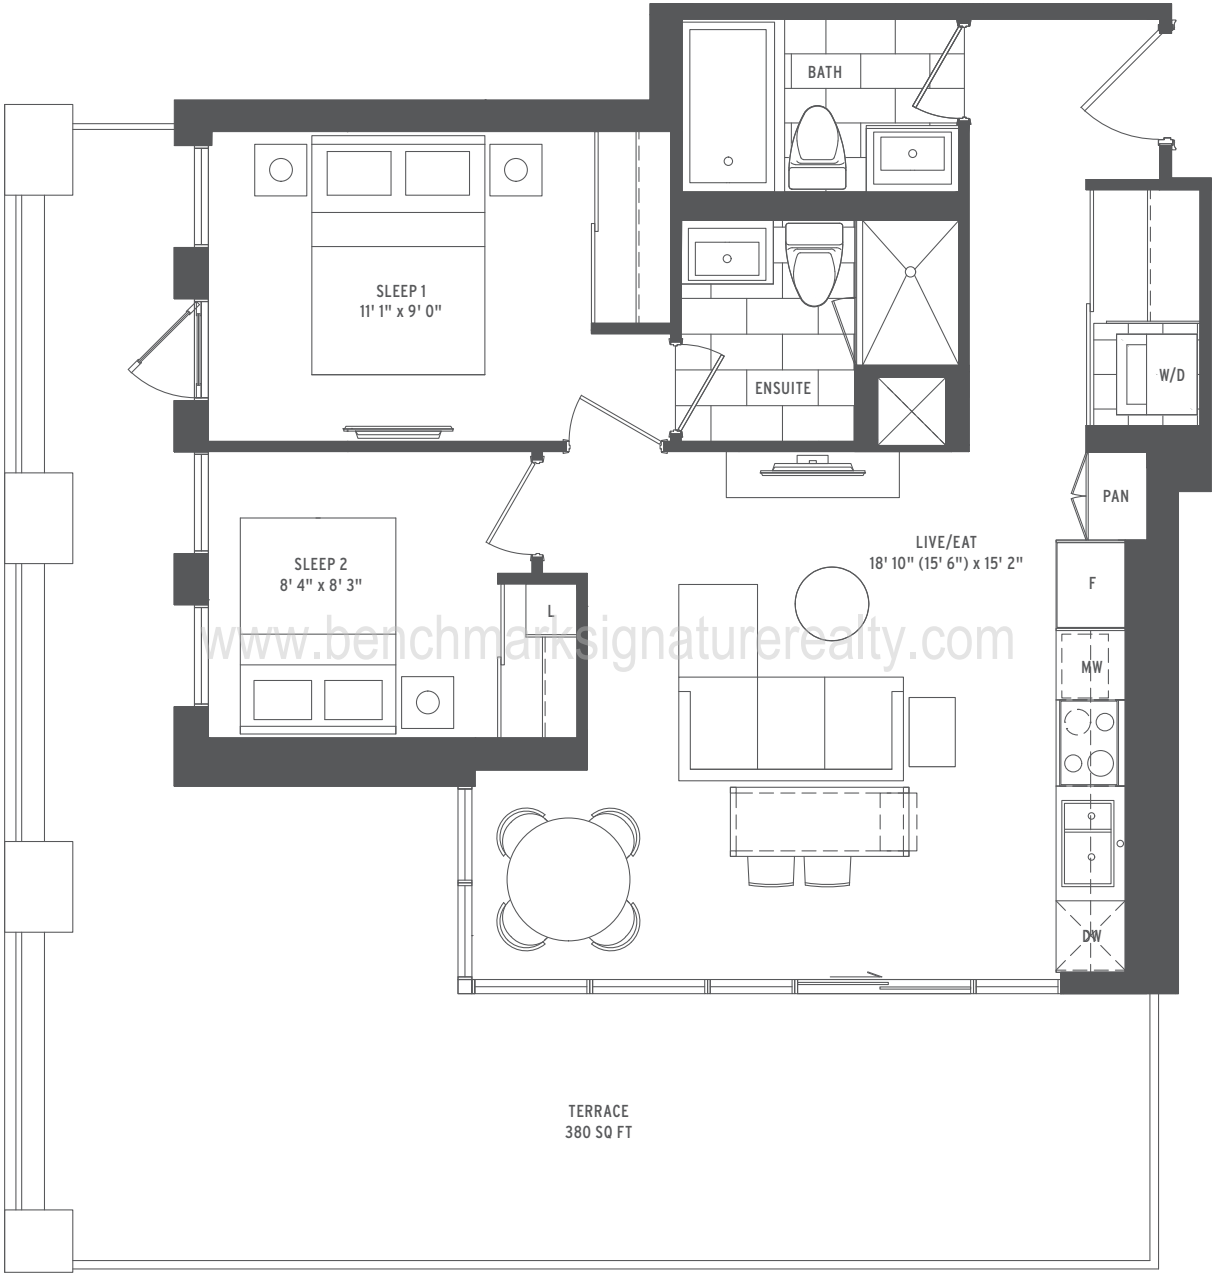 BATH
SLEEP 1
11' 1" x 9' 0"
W/D
ENSUITE
PAN
LIVE/EAT
18' 10" (15' 6") x 15' 2"
SLEEP 2
8' 4" x 8' 3"
F
L
www.benchmarksignaturerealty.com
MW
DW
TERRACE
380 SQ FT